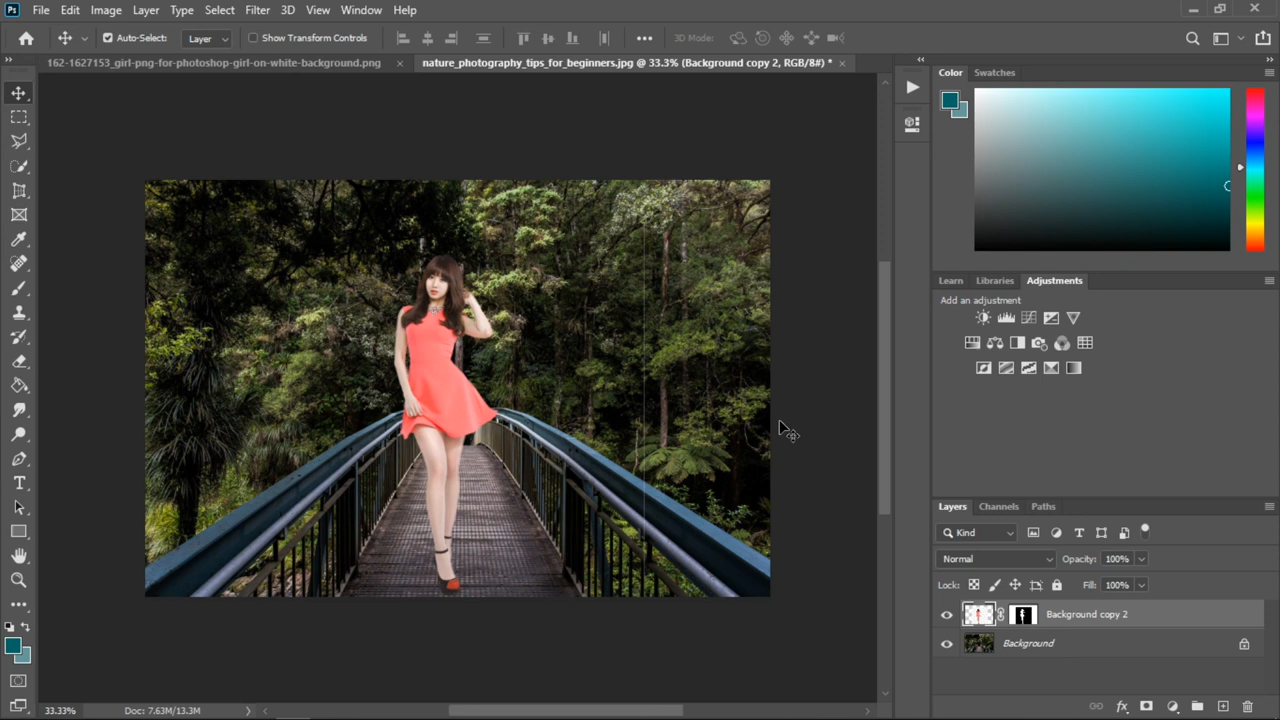 Ps File Edit Image Layer Type Select Filter 3D View Window Help
Auto-Select: Layer Show Transform Controls 3D Mode:
162-1627153_girl-png-for-photoshop-girl-on-white-background.png × nature_photography_tips_for_beginners.jpg @ 33.3% (Background copy 2, RGB/8#) * ×
Color Swatches
Learn Libraries Adjustments
Add an adjustment
Layers Channels Paths
Kind
Normal Opacity: 100%
Lock: Fill: 100%
Background copy 2
Background
33.33% Doc: 7.63M/13.3M